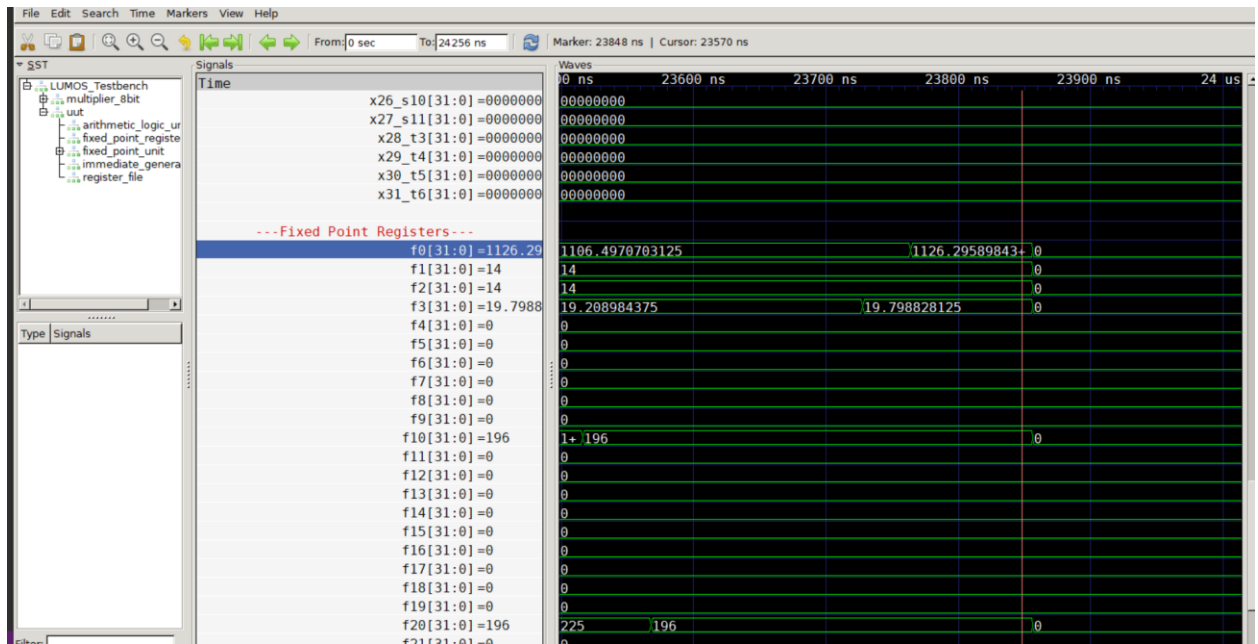 File Edit Search Time Markers View Help
From: 0 sec To: 24256 ns Marker: 23848 ns | Cursor: 23570 ns
SST
LUMOS_Testbench
multiplier_8bit
uut
arithmetic_logic_ur
fixed_point_registe
fixed_point_unit
immediate_genera
register_file
Type Signals
Signals
Time
x26_s10[31:0]=0000000
x27_s11[31:0]=0000000
x28_t3[31:0]=0000000
x29_t4[31:0]=0000000
x30_t5[31:0]=0000000
x31_t6[31:0]=0000000
---Fixed Point Registers---
f0[31:0]=1126.29
f1[31:0]=14
f2[31:0]=14
f3[31:0]=19.7988
f4[31:0]=0
f5[31:0]=0
f6[31:0]=0
f7[31:0]=0
f8[31:0]=0
f9[31:0]=0
f10[31:0]=196
f11[31:0]=0
f12[31:0]=0
f13[31:0]=0
f14[31:0]=0
f15[31:0]=0
f16[31:0]=0
f17[31:0]=0
f18[31:0]=0
f19[31:0]=0
f20[31:0]=196
f21[31:0]=0
Waves
00 ns 23600 ns 23700 ns 23800 ns 23900 ns 24 us
00000000
00000000
00000000
00000000
00000000
00000000
1106.4970703125 1126.29589843+ 0
14 0
14 0
19.208984375 19.798828125 0
0
0
0
0
0
0
1+ 196 0
0
0
0
0
0
0
0
0
0
225 196 0
0